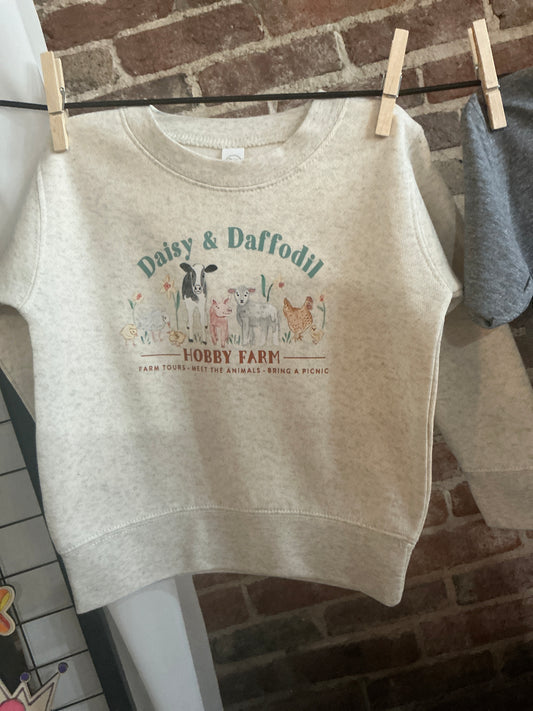 Daisy & Daffodil
HOBBY FARM
FARM TOURS - MEET THE ANIMALS - BRING A PICNIC